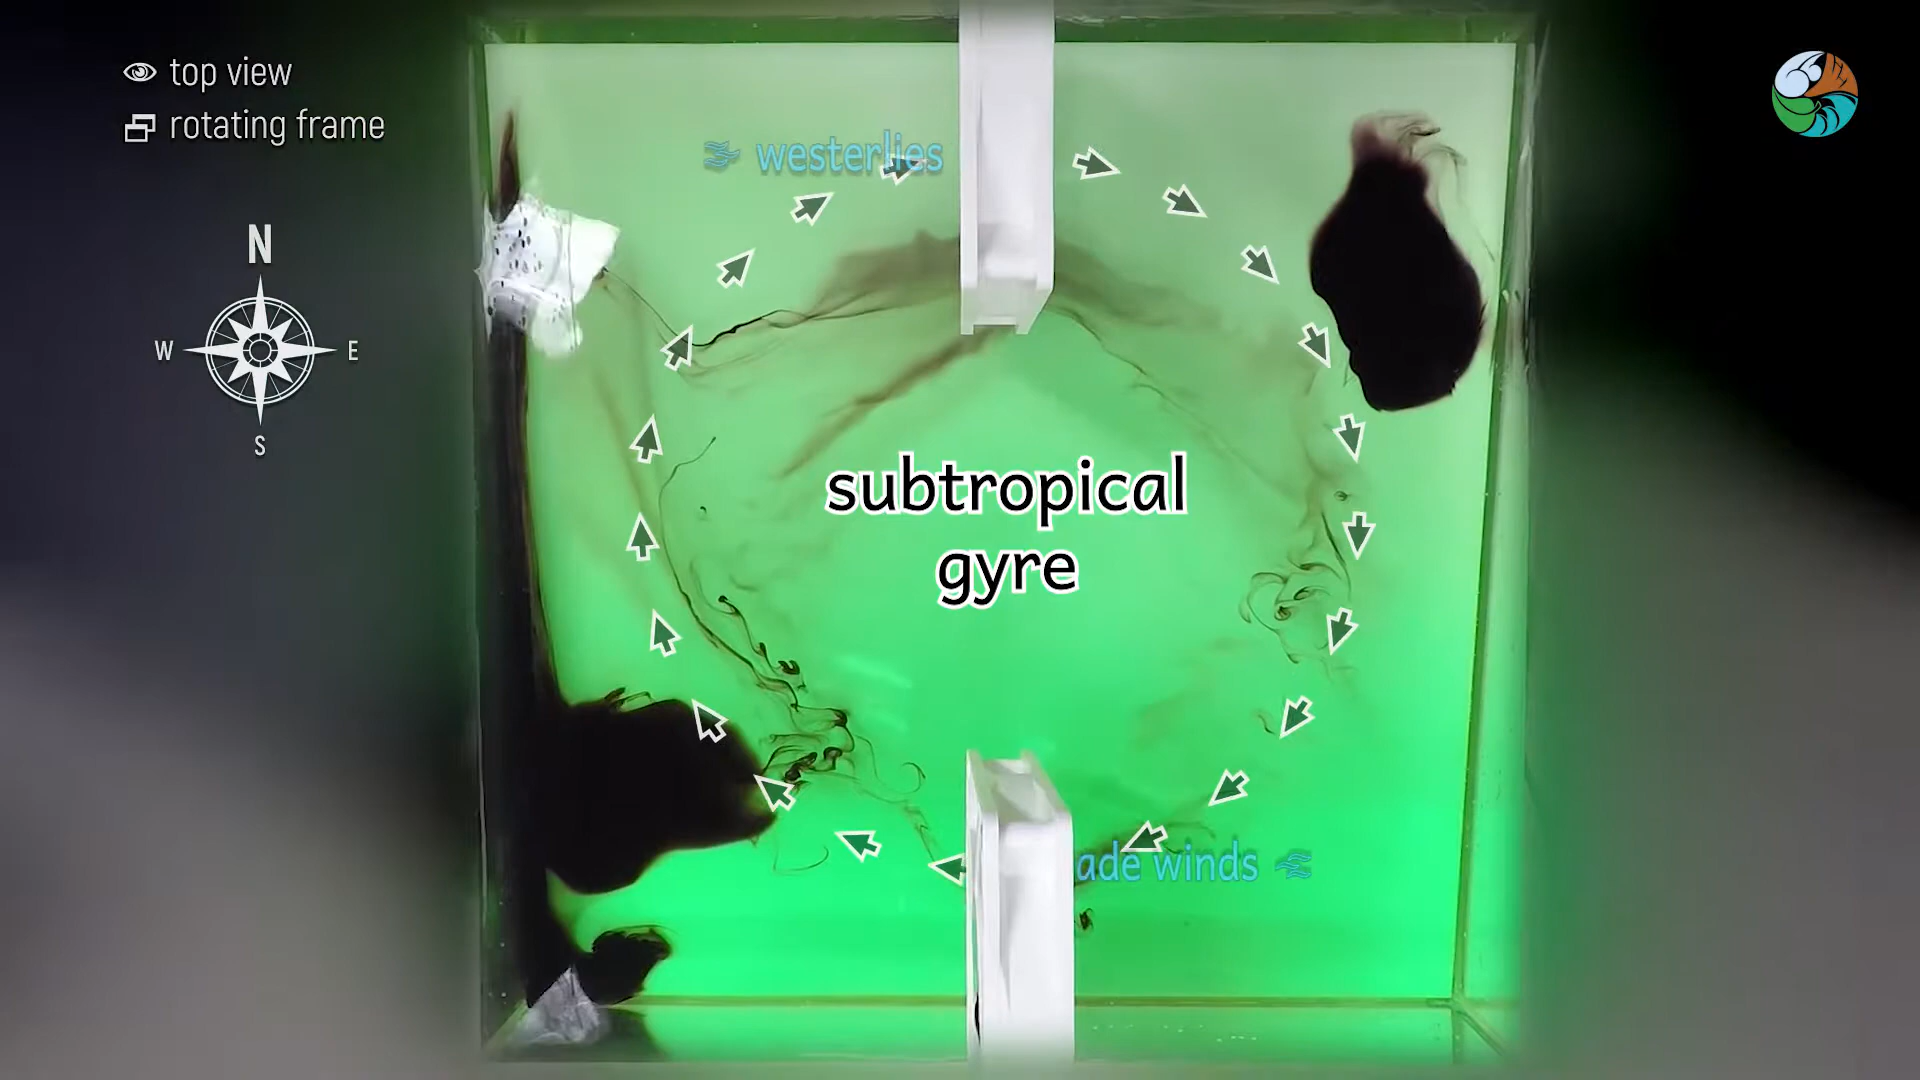 top view
rotating frame
N
W E
S
westerlies
subtropical
gyre
ade winds